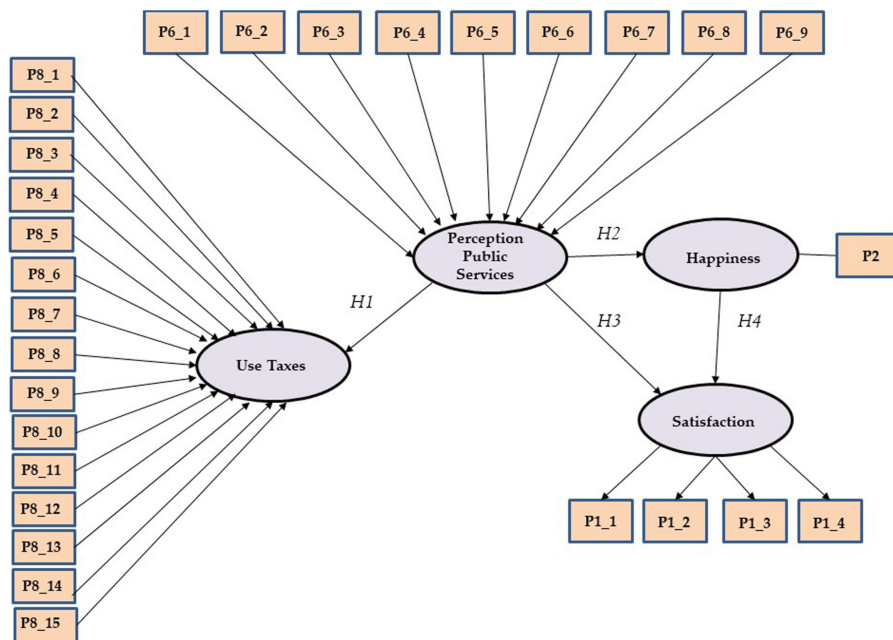 P6_1 P6_2 P6_3 P6_4 P6_5 P6_6 P6_7 P6_8 P6_9
P8_1
P8_2
P8_3
P8_4
P8_5
P8_6
P8_7
P8_8
P8_9
P8_10
P8_11
P8_12
P8_13
P8_14
P8_15
Perception
Public
Services
H2
Happiness
P2
H1
H3
H4
Use Taxes
Satisfaction
P1_1 P1_2 P1_3 P1_4